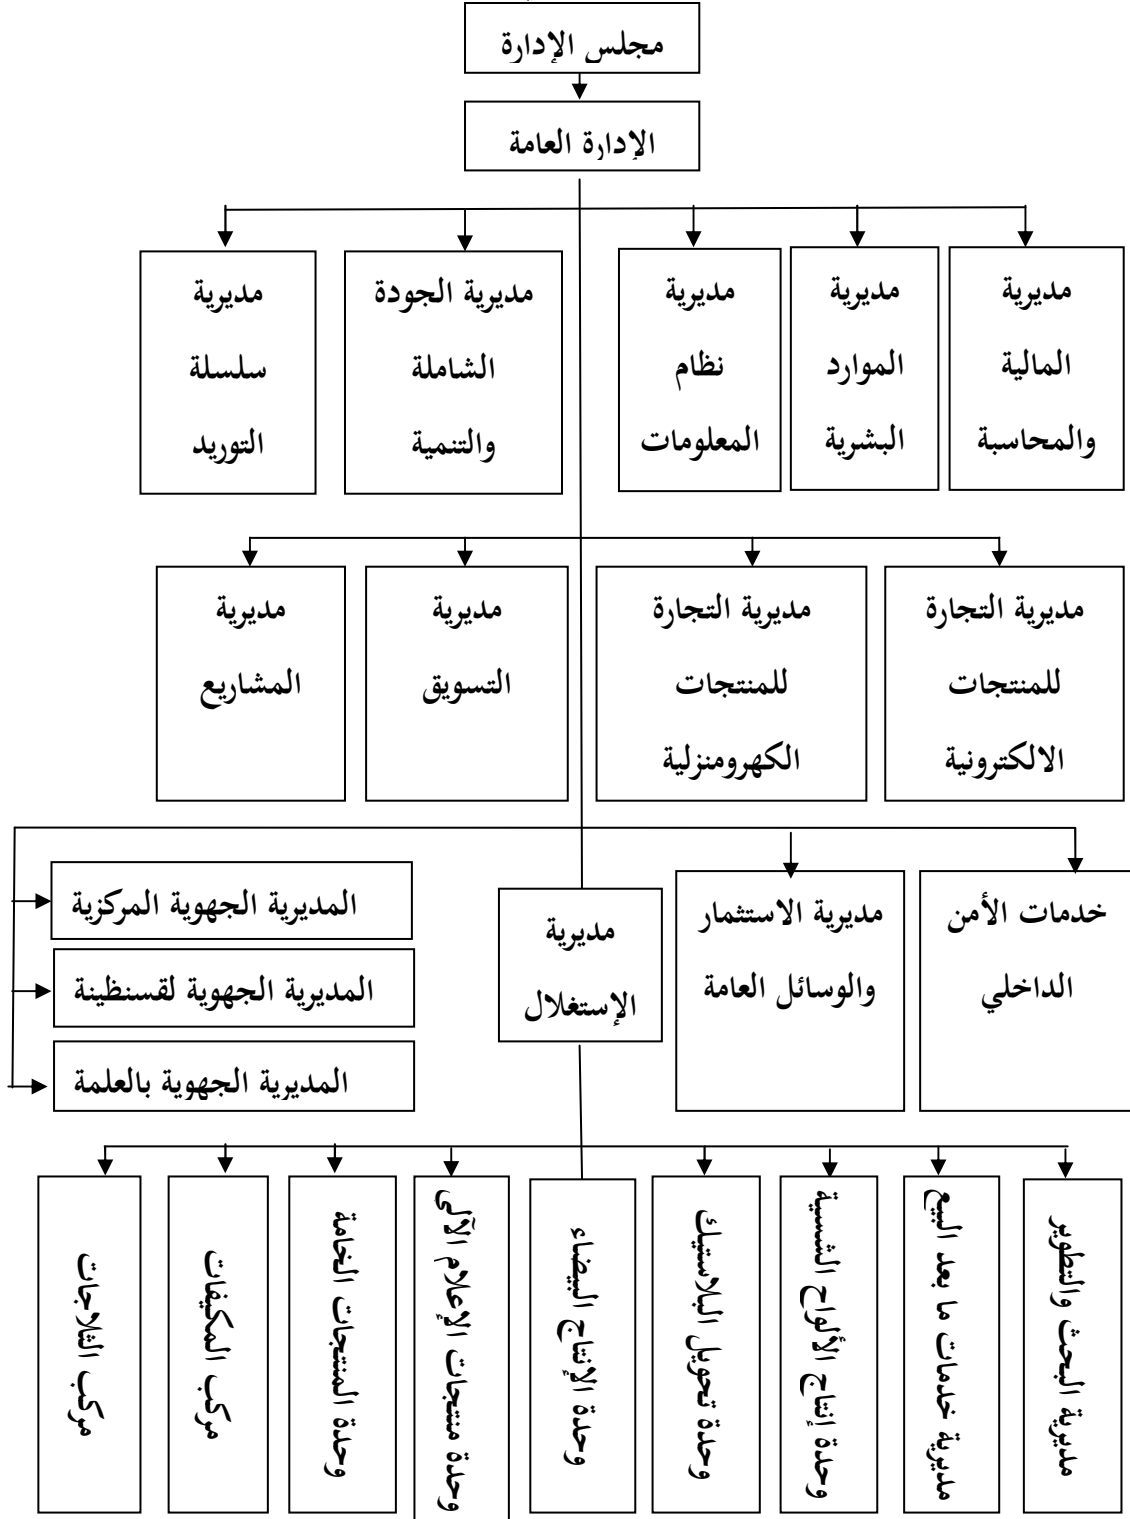 مجلس الإدارة
الإدارة العامة
مديرية
المالية
والمحاسبة
مديرية
الموارد
البشرية
مديرية
نظام
المعلومات
مديرية الجودة
الشاملة
والتنمية
مديرية
سلسلة
التوريد
مديرية التجارة
للمنتجات
الالكترونية
مديرية التجارة
للمنتجات
الكهرومنزلية
مديرية
التسويق
مديرية
المشاريع
خدمات الأمن
الداخلي
مديرية الاستثمار
والوسائل العامة
مديرية
الإستغلال
المديرية الجهوية المركزية
المديرية الجهوية لقسنظينة
المديرية الجهوية بالعلمة
مديرية البحث والتطوير
مديرية خدمات ما بعد البيع
وحدة إنتاج الألواح الشسية
وحدة تحويل البلاستيك
وحدة الإنتاج البيضاء
وحدة منتجات الإعلام الآلى
وحدة المنتجات الخامة
مركب المكيفات
مركب الثلاجات